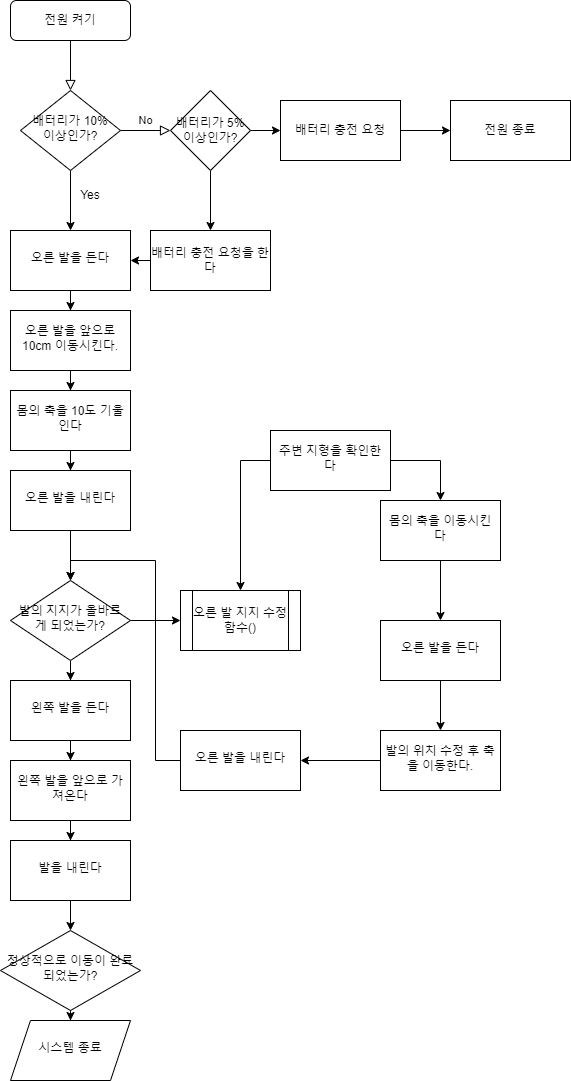 전원 켜기
배터리가 10%
이상인가?
No
배터리가 5%
이상인가?
배터리 충전 요청
전원 종료
Yes
오른 발을 든다
배터리 충전 요청을 한
다
오른 발을 앞으로
10cm 이동시킨다.
몸의 축을 10도 기울
인다
오른 발을 내린다
주변 지형을 확인한
다
몸의 축을 이동시킨
다
발의 지지가 올바르
게 되었는가?
오른 발 지지 수정
함수()
오른 발을 든다
왼쪽 발을 든다
오른 발을 내린다
발의 위치 수정 후 축
을 이동한다.
왼쪽 발을 앞으로 가
져온다
발을 내린다
정상적으로 이동이 완료
되었는가?
시스템 종료